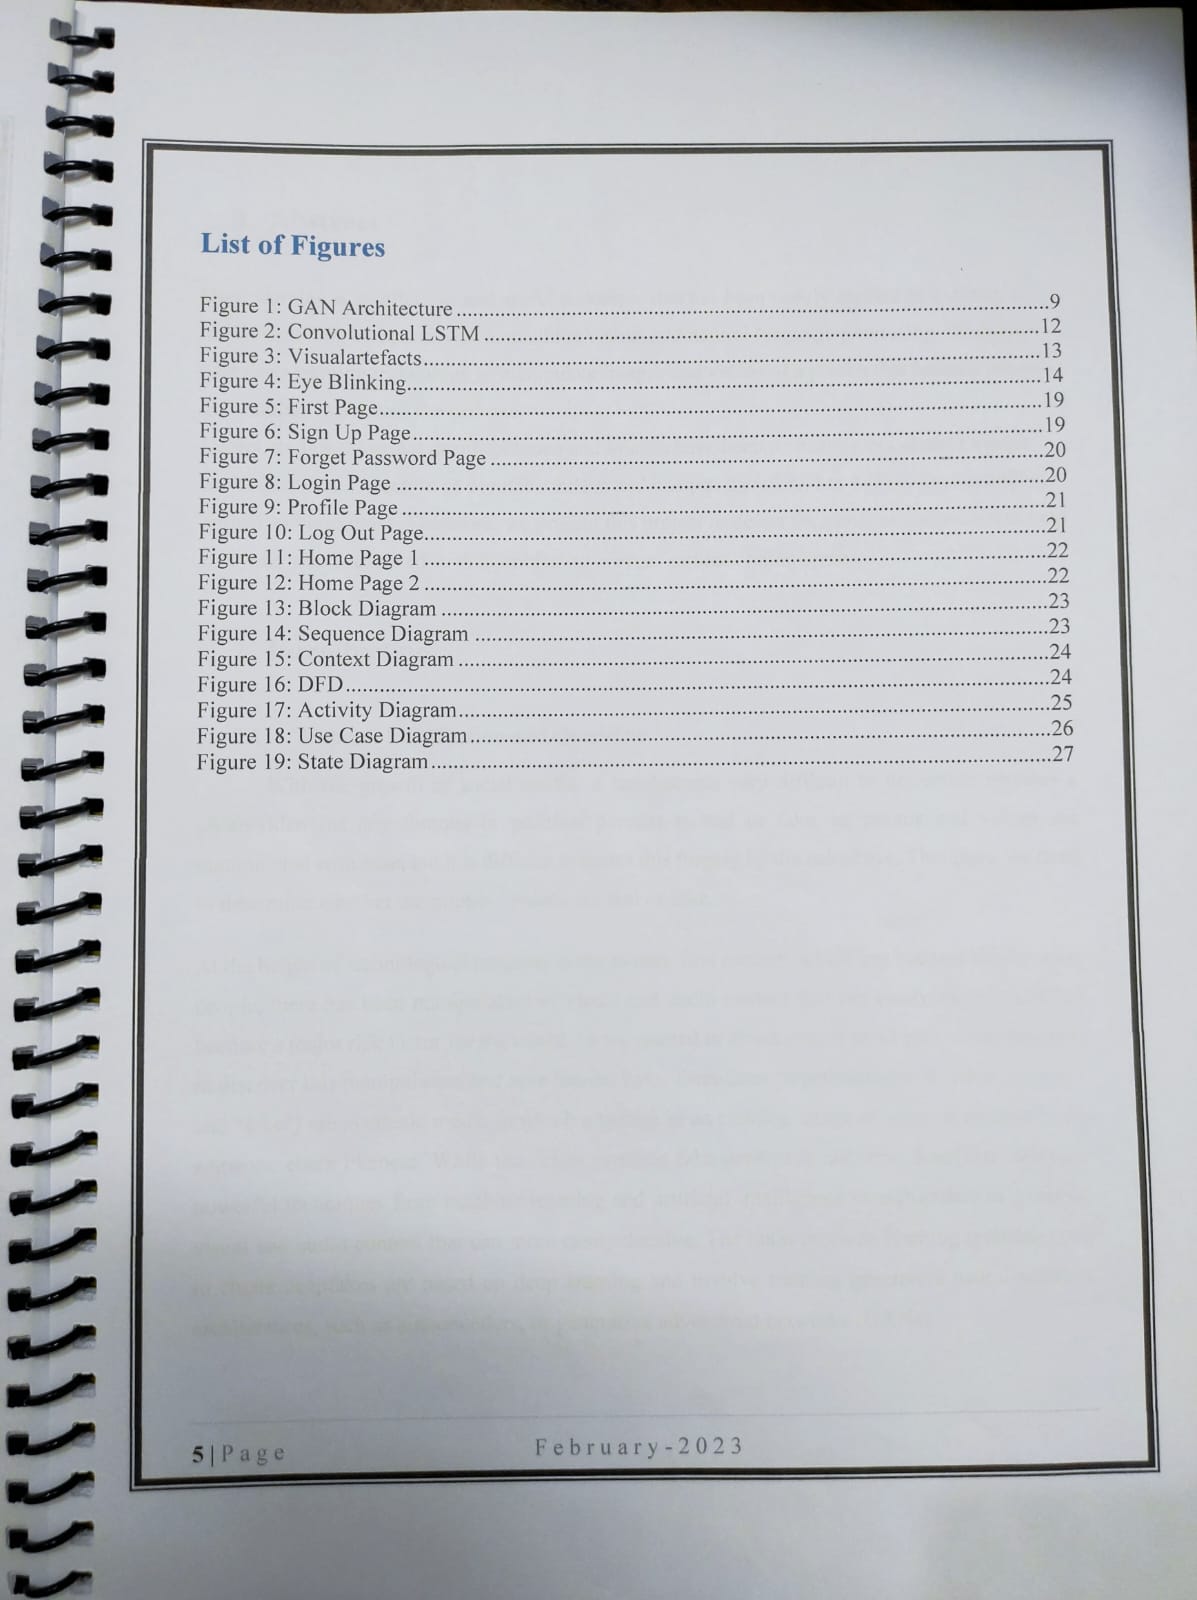 List of Figures
Figure 1: GAN Architecture....................................................................................................9
Figure 2: Convolutional LSTM...............................................................................................12
Figure 3: Visualartefacts..........................................................................................................13
Figure 4: Eye Blinking.............................................................................................................14
Figure 5: First Page..................................................................................................................19
Figure 6: Sign Up Page............................................................................................................19
Figure 7: Forget Password Page..............................................................................................20
Figure 8: Login Page................................................................................................................20
Figure 9: Profile Page..............................................................................................................21
Figure 10: Log Out Page..........................................................................................................21
Figure 11: Home Page 1..........................................................................................................22
Figure 12: Home Page 2..........................................................................................................22
Figure 13: Block Diagram.......................................................................................................23
Figure 14: Sequence Diagram.................................................................................................23
Figure 15: Context Diagram....................................................................................................24
Figure 16: DFD........................................................................................................................24
Figure 17: Activity Diagram....................................................................................................25
Figure 18: Use Case Diagram..................................................................................................26
Figure 19: State Diagram.........................................................................................................27
5|Page February-2023